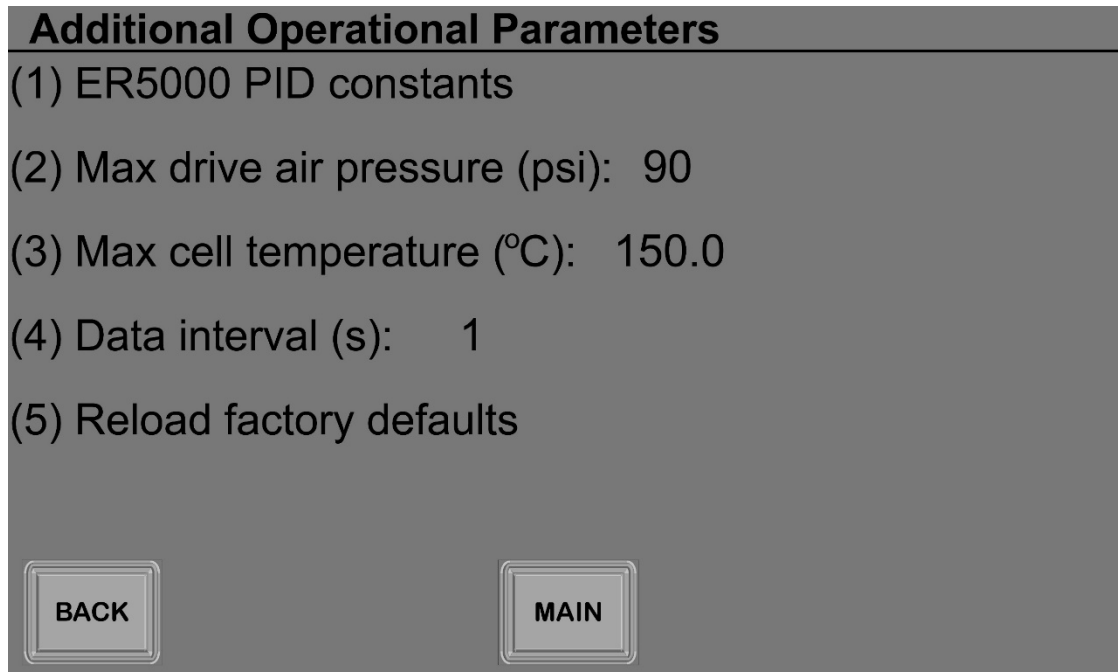 Additional Operational Parameters
(1) ER5000 PID constants
(2) Max drive air pressure (psi): 90
(3) Max cell temperature (°C): 150.0
(4) Data interval (s): 1
(5) Reload factory defaults
BACK MAIN